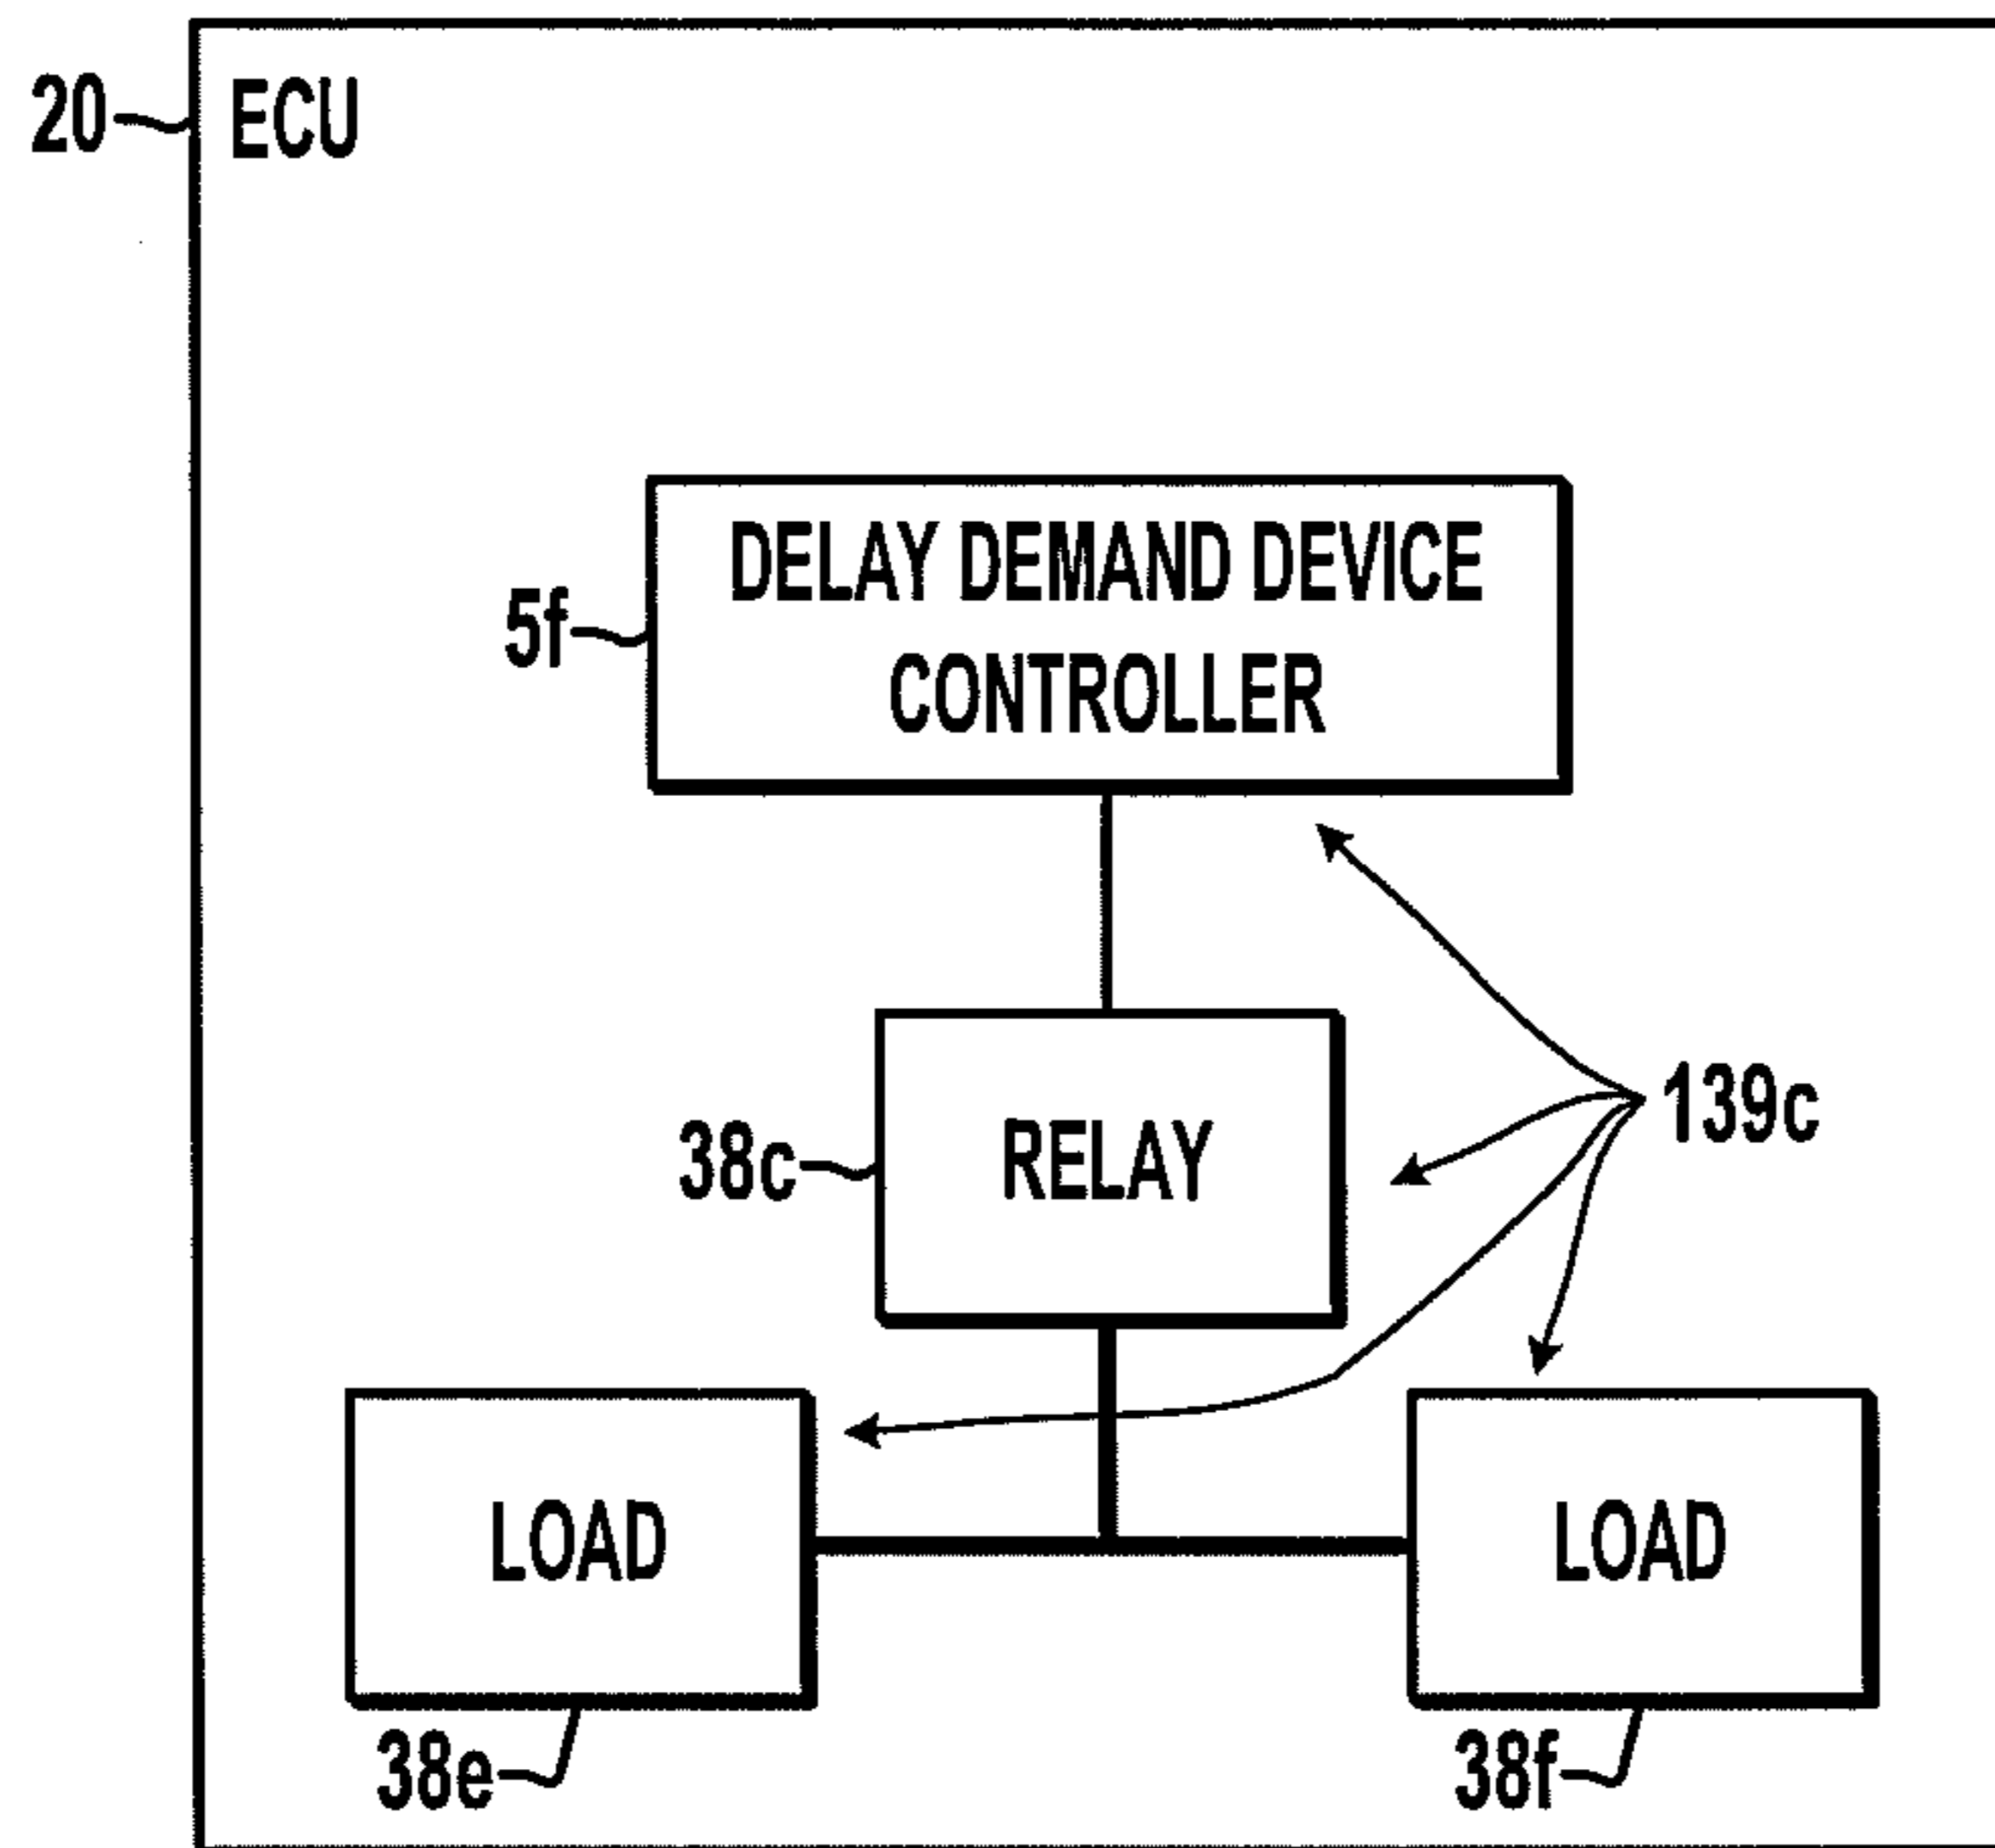 20 ECU
DELAY DEMAND DEVICE
5f
CONTROLLER
139c
38c RELAY
LOAD LOAD
38e 38f